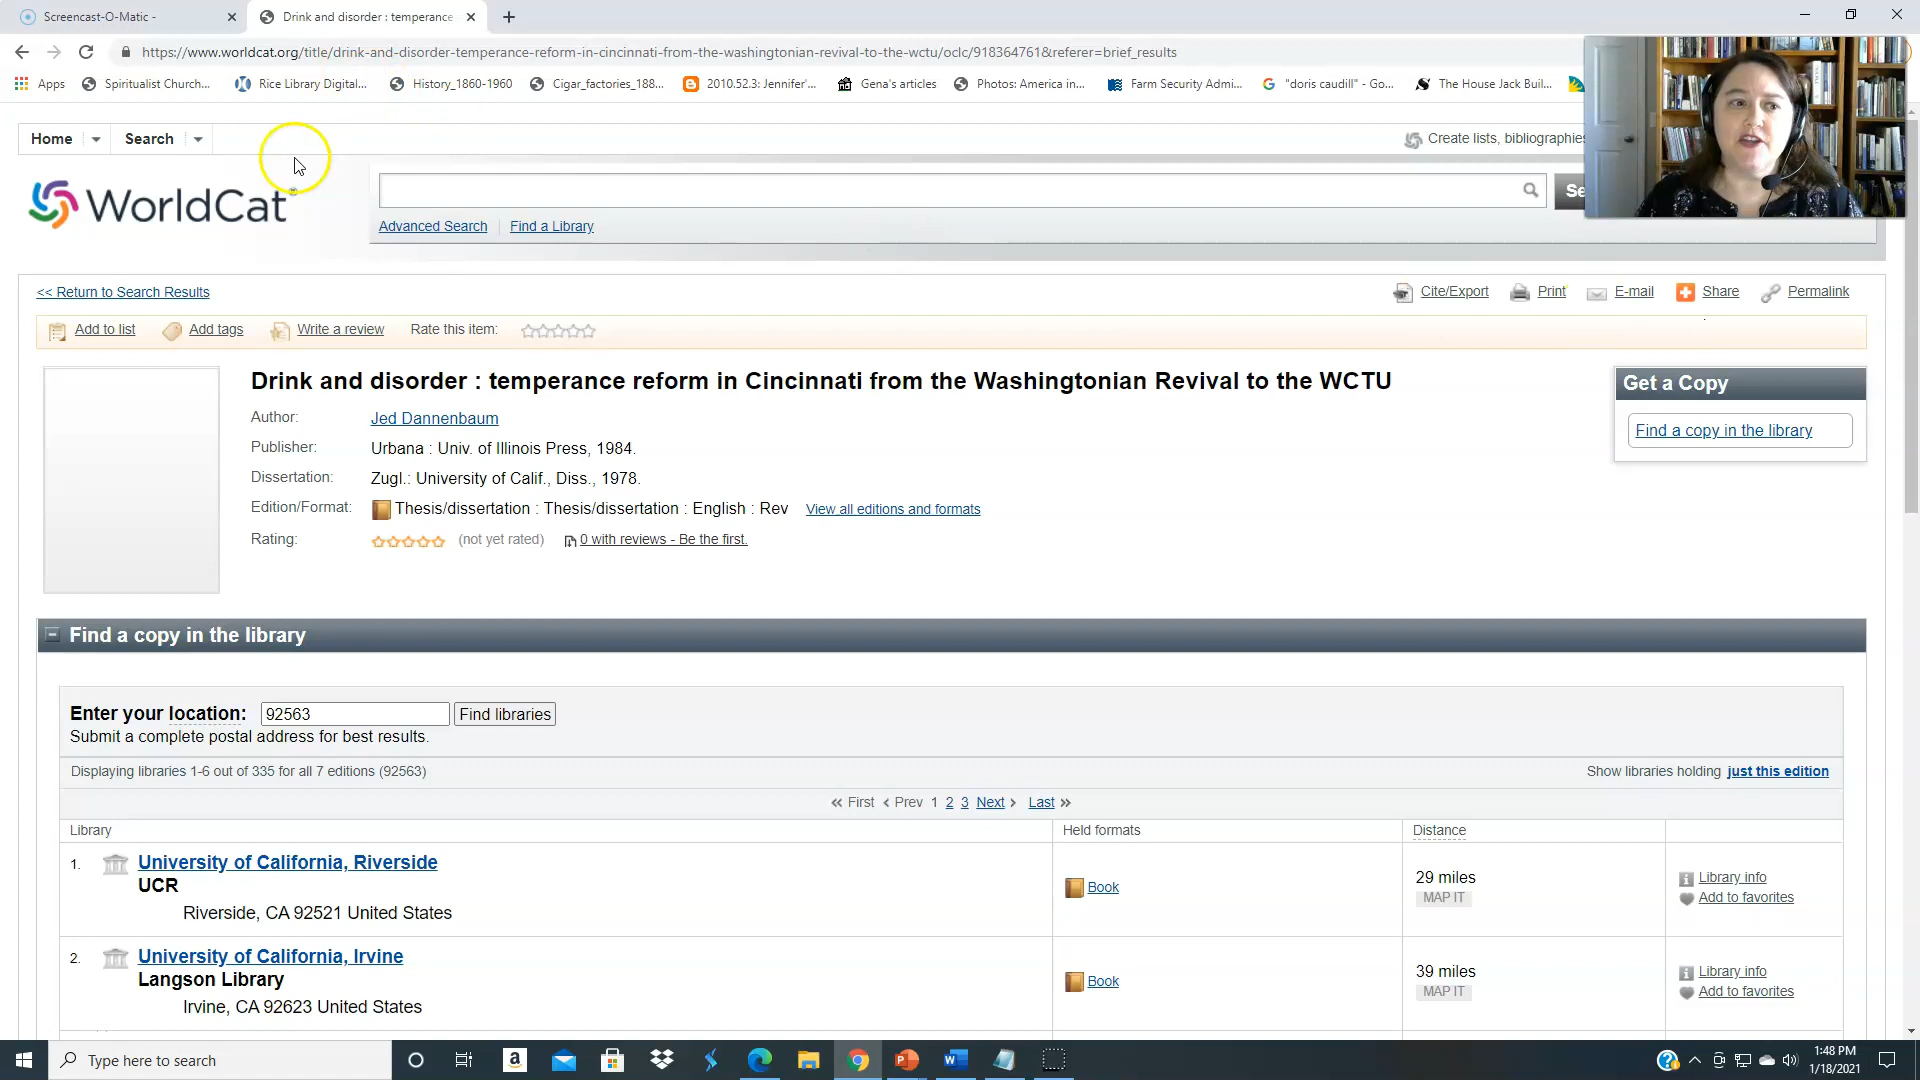 Screencast-O-Matic -
Drink and disorder : temperance
https://www.worldcat.org/title/drink-and-disorder-temperance-reform-in-cincinnati-from-the-washingtonian-revival-to-the-wctu/oclc/918364761&referer=brief_results
Apps Spiritualist Church... Rice Library Digital... History_1860-1960 Cigar_factories_188... 2010.52.3: Jennifer'... Gena's articles Photos: America in... Farm Security Admi... "doris caudill" - Go... The House Jack Buil...
Home Search Create lists, bibliographies
WorldCat
Se
Advanced Search Find a Library
<< Return to Search Results Cite/Export Print E-mail Share Permalink
Add to list Add tags Write a review Rate this item:
Drink and disorder : temperance reform in Cincinnati from the Washingtonian Revival to the WCTU
Get a Copy
Author: Jed Dannenbaum
Find a copy in the library
Publisher: Urbana : Univ. of Illinois Press, 1984.
Dissertation: Zugl.: University of Calif., Diss., 1978.
Edition/Format: Thesis/dissertation : Thesis/dissertation : English : Rev View all editions and formats
Rating: (not yet rated) 0 with reviews - Be the first.
Find a copy in the library
Enter your location: 92563 Find libraries
Submit a complete postal address for best results.
Displaying libraries 1-6 out of 335 for all 7 editions (92563) Show libraries holding just this edition
« First ‹ Prev 1 2 3 Next › Last »
Library Held formats Distance
1. University of California, Riverside
UCR
Riverside, CA 92521 United States
Book
29 miles
MAP IT
Library info
Add to favorites
2. University of California, Irvine
Langson Library
Irvine, CA 92623 United States
Book
39 miles
MAP IT
Library info
Add to favorites
Type here to search
1:48 PM
1/18/2021